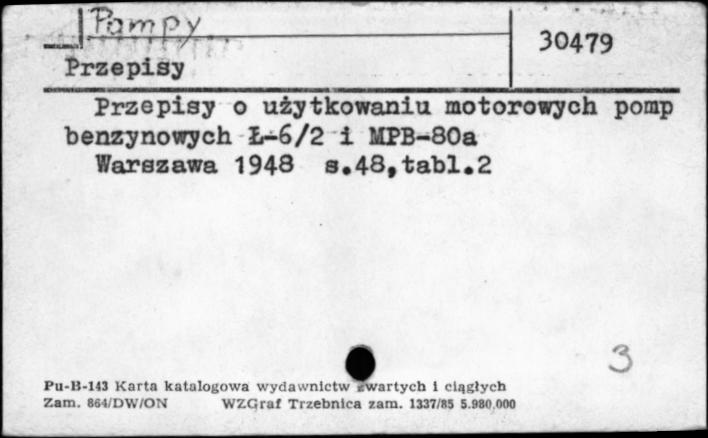 Pompy
30479
Przepisy
Przepisy o użytkowaniu motorowych pomp
benzynowych Ł-6/2 i MPB-80a
Warszawa 1948 s.48,tabl.2
3
Pu-B-143 Karta katalogowa wydawnictw zwartych i ciągłych
Zam. 864/DW/ON WZGraf Trzebnica zam. 1337/85 5.980.000